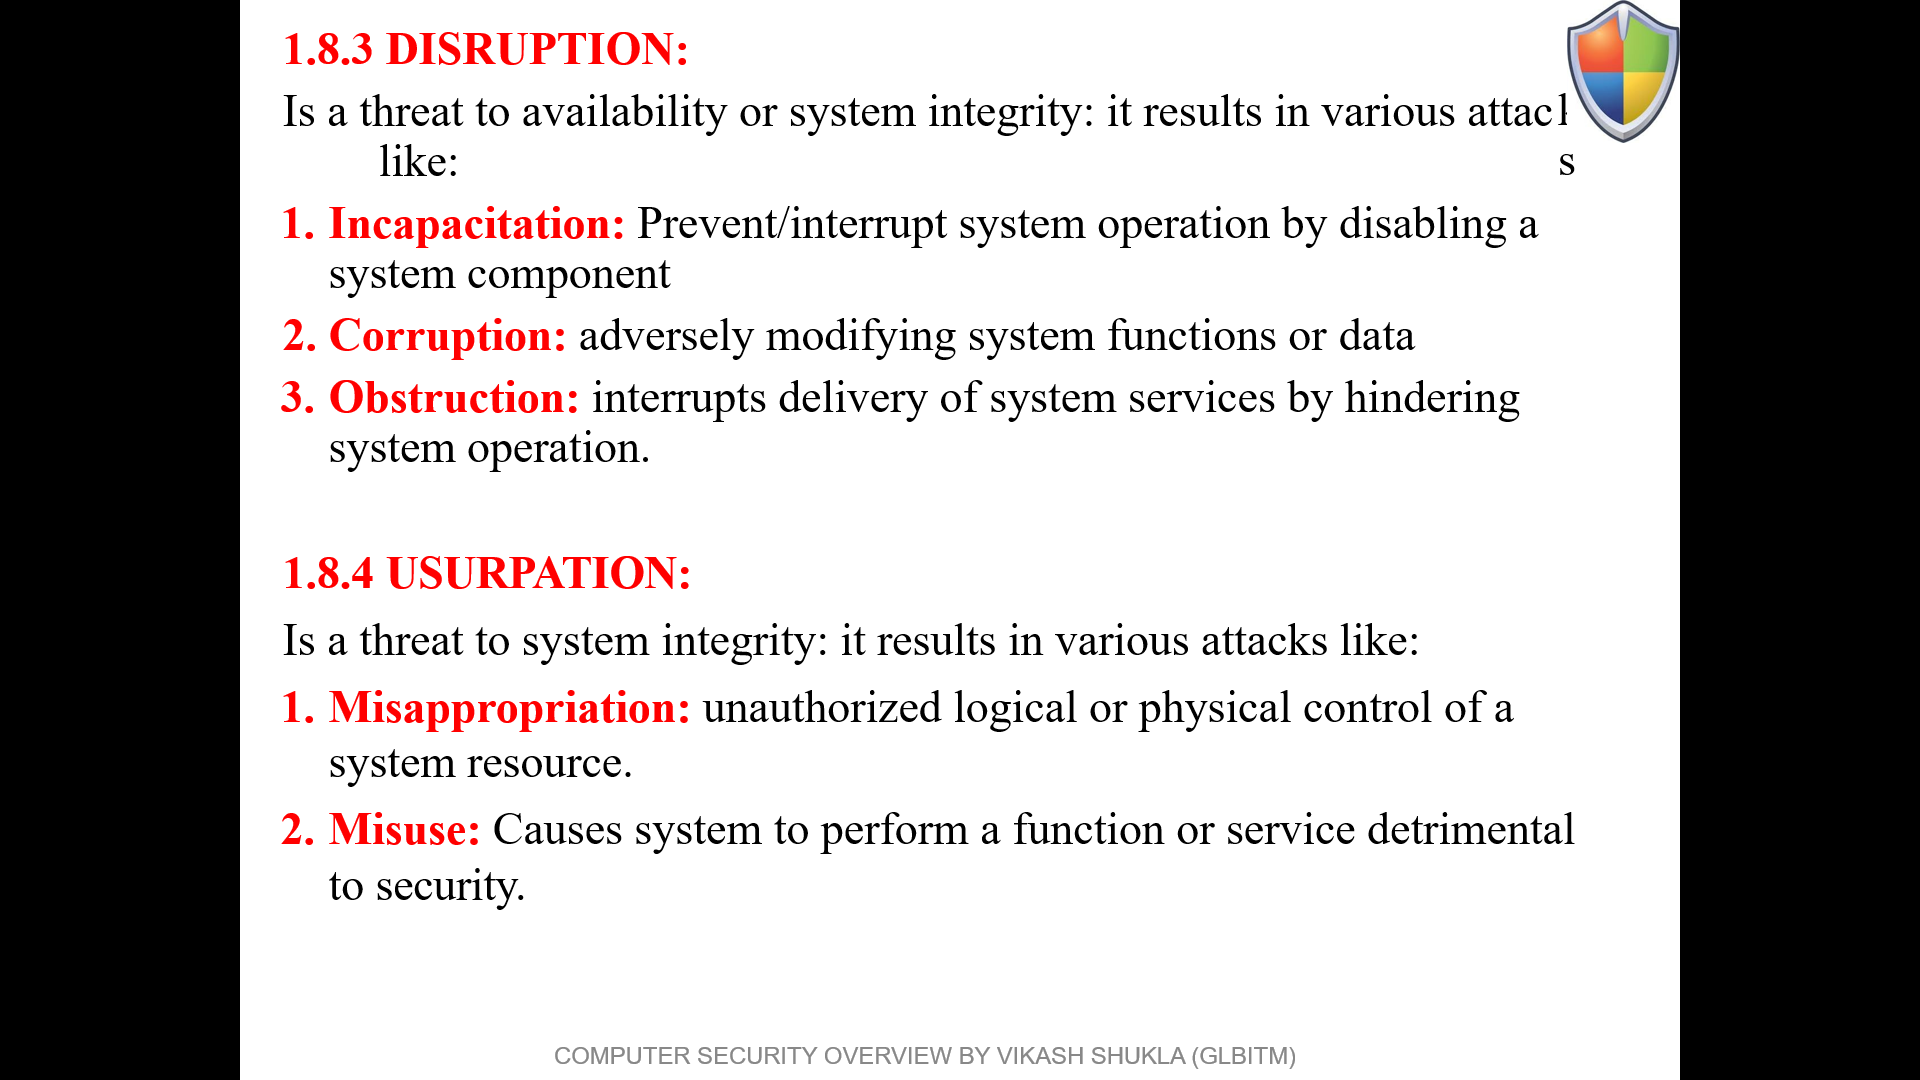 1.8.3 DISRUPTION:
Is a threat to availability or system integrity: it results in various attack
like: s
1. Incapacitation: Prevent/interrupt system operation by disabling a
system component
2. Corruption: adversely modifying system functions or data
3. Obstruction: interrupts delivery of system services by hindering
system operation.
1.8.4 USURPATION:
Is a threat to system integrity: it results in various attacks like:
1. Misappropriation: unauthorized logical or physical control of a
system resource.
2. Misuse: Causes system to perform a function or service detrimental
to security.
COMPUTER SECURITY OVERVIEW BY VIKASH SHUKLA (GLBITM)